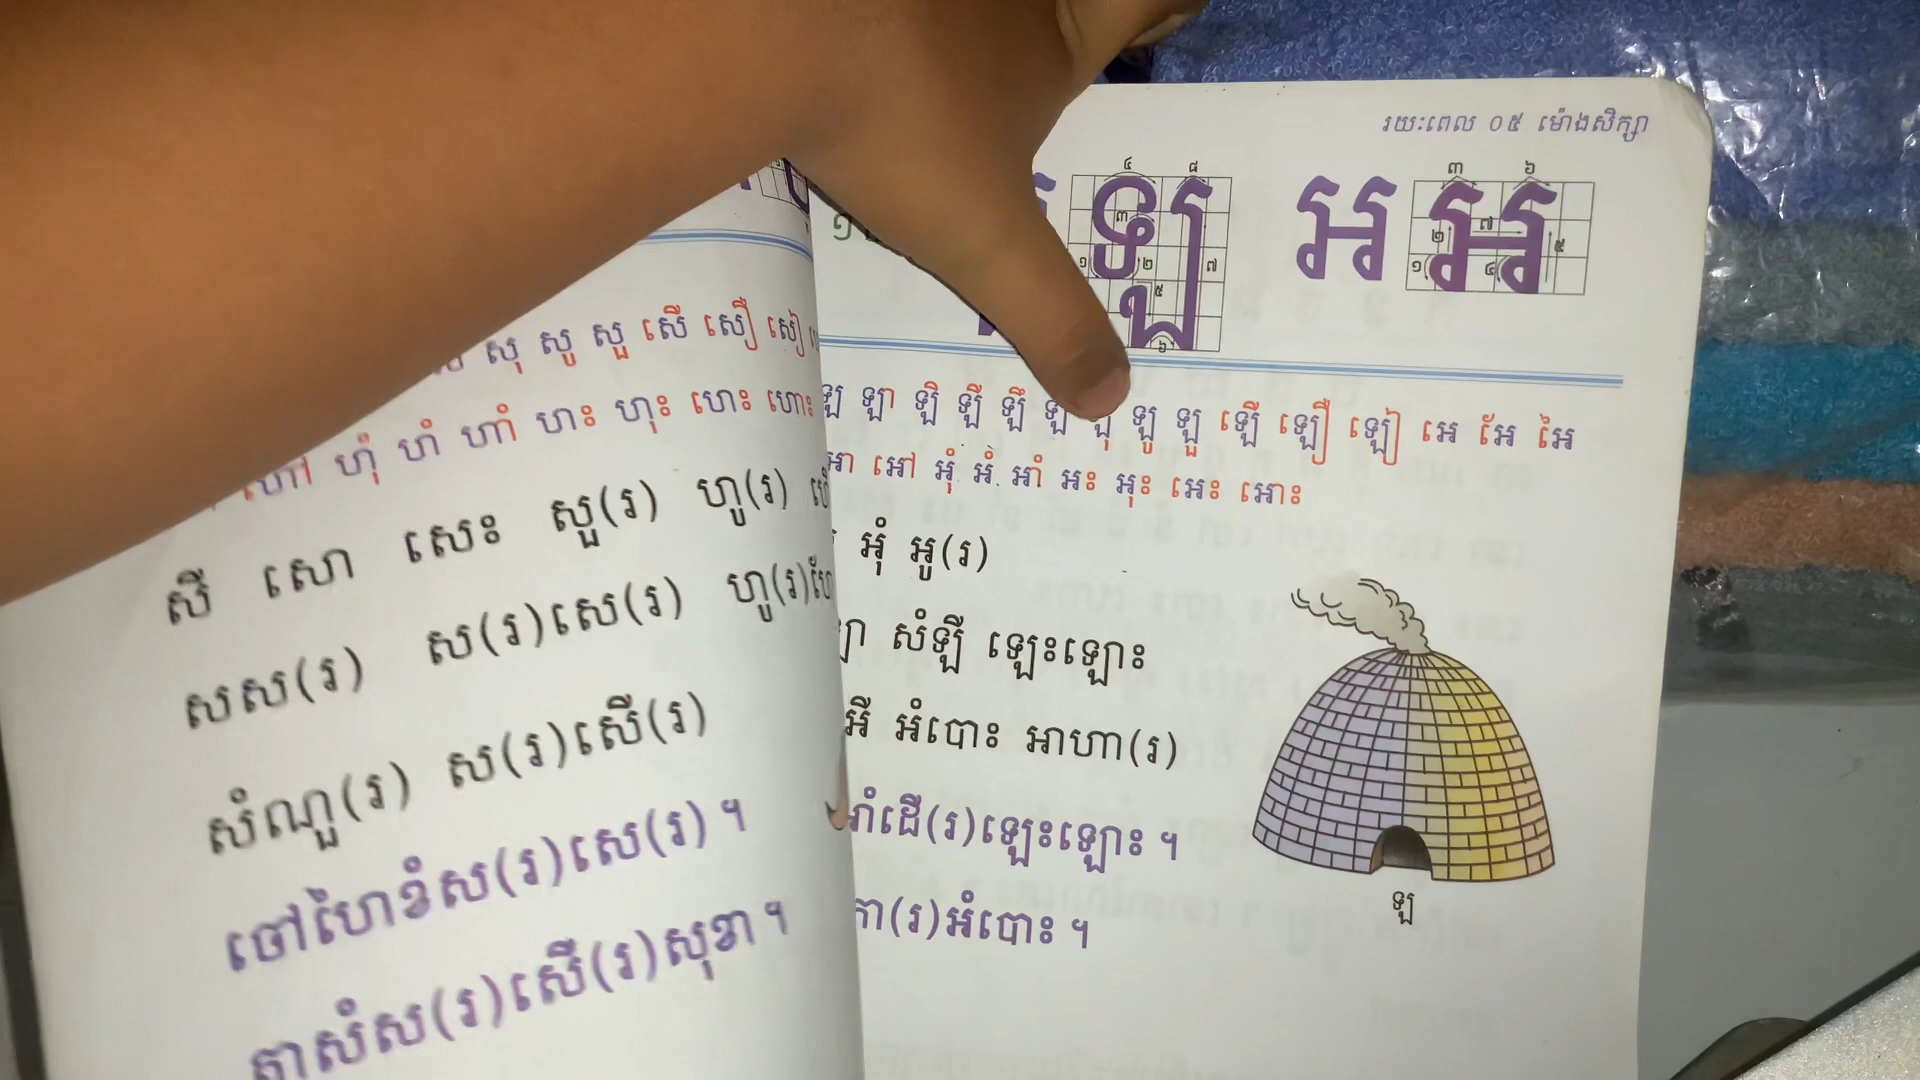 សុ សូ សួ សើ សឿ សៀ
ហៅ ហុំ ហំ ហាំ ហះ ហុះ ហេះ ហោះ
សី សោ សេះ សួ(រ) ហូ(រ)
សស(រ) ស(រ)សេ(រ) ហូ(រ)ហែ
សំណួ(រ) ស(រ)សើ(រ)
ចៅហៃខំស(រ)សេ(រ) ។
តាសំស(រ)សើ(រ)សុខា ។
រយៈពេល ០៥ ម៉ោងសិក្សា
ឡ អ អ
ឡ ឡា ឡិ ឡី ឡឹ ឡូ ឡួ ឡើ ឡឿ ឡៀ អេ អែ អៃ
អៅ អុំ អំ អាំ អះ អុះ អេះ អោះ
អុំ អូ(រ)
សំឡី ឡេះឡោះ
អី អំបោះ អាហា(រ)
រាំដើ(រ)ឡេះឡោះ ។
កា(រ)អំបោះ ។
ឡ